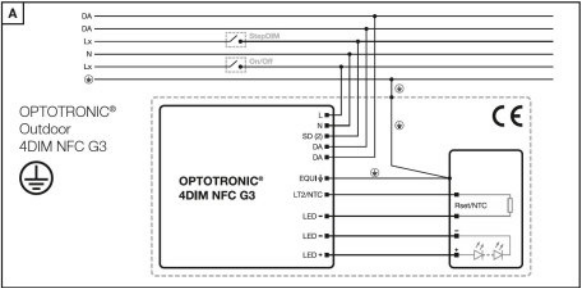 A
DA
DA
Lx
StepDIM
N
Lx
On/Off
OPTOTRONIC®
Outdoor
4DIM NFC G3
CE
L
N
SD (2)
DA
DA
EQUI
LT2/NTC
LED -
LED -
LED +
OPTOTRONIC®
4DIM NFC G3
Rset/NTC
-
+